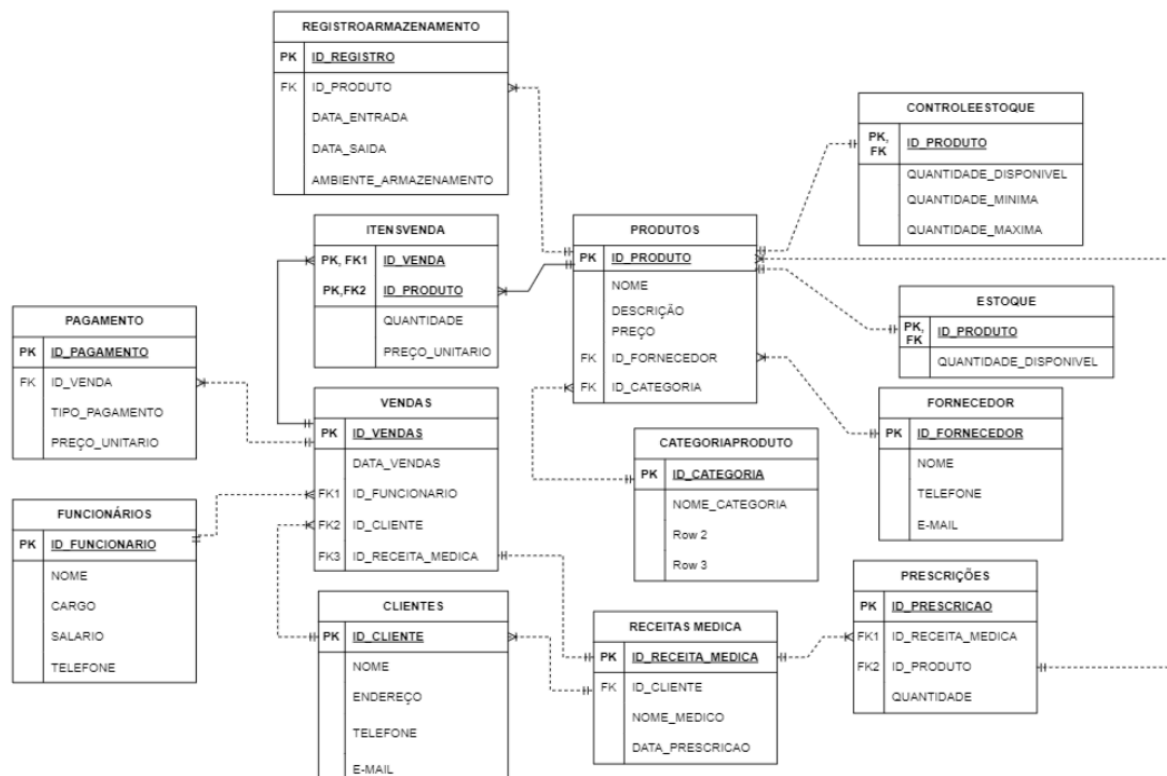 REGISTROARMAZENAMENTO
PK ID_REGISTRO
FK ID_PRODUTO
DATA_ENTRADA
DATA_SAIDA
AMBIENTE_ARMAZENAMENTO
CONTROLEESTOQUE
PK, FK ID_PRODUTO
QUANTIDADE_DISPONIVEL
QUANTIDADE_MINIMA
QUANTIDADE_MAXIMA
ITENSVENDA
PK, FK1 ID_VENDA
PK,FK2 ID_PRODUTO
QUANTIDADE
PREÇO_UNITARIO
PRODUTOS
PK ID_PRODUTO
NOME
DESCRIÇÃO
PREÇO
FK ID_FORNECEDOR
FK ID_CATEGORIA
ESTOQUE
PK, FK ID_PRODUTO
QUANTIDADE_DISPONIVEL
PAGAMENTO
PK ID_PAGAMENTO
FK ID_VENDA
TIPO_PAGAMENTO
PREÇO_UNITARIO
VENDAS
PK ID_VENDAS
DATA_VENDAS
FK1 ID_FUNCIONARIO
FK2 ID_CLIENTE
FK3 ID_RECEITA_MEDICA
CATEGORIAPRODUTO
PK ID_CATEGORIA
NOME_CATEGORIA
Row 2
Row 3
FORNECEDOR
PK ID_FORNECEDOR
NOME
TELEFONE
E-MAIL
FUNCIONÁRIOS
PK ID_FUNCIONARIO
NOME
CARGO
SALARIO
TELEFONE
CLIENTES
PK ID_CLIENTE
NOME
ENDEREÇO
TELEFONE
E-MAIL
RECEITAS MEDICA
PK ID_RECEITA_MEDICA
FK ID_CLIENTE
NOME_MEDICO
DATA_PRESCRICAO
PRESCRIÇÕES
PK ID_PRESCRICAO
FK1 ID_RECEITA_MEDICA
FK2 ID_PRODUTO
QUANTIDADE